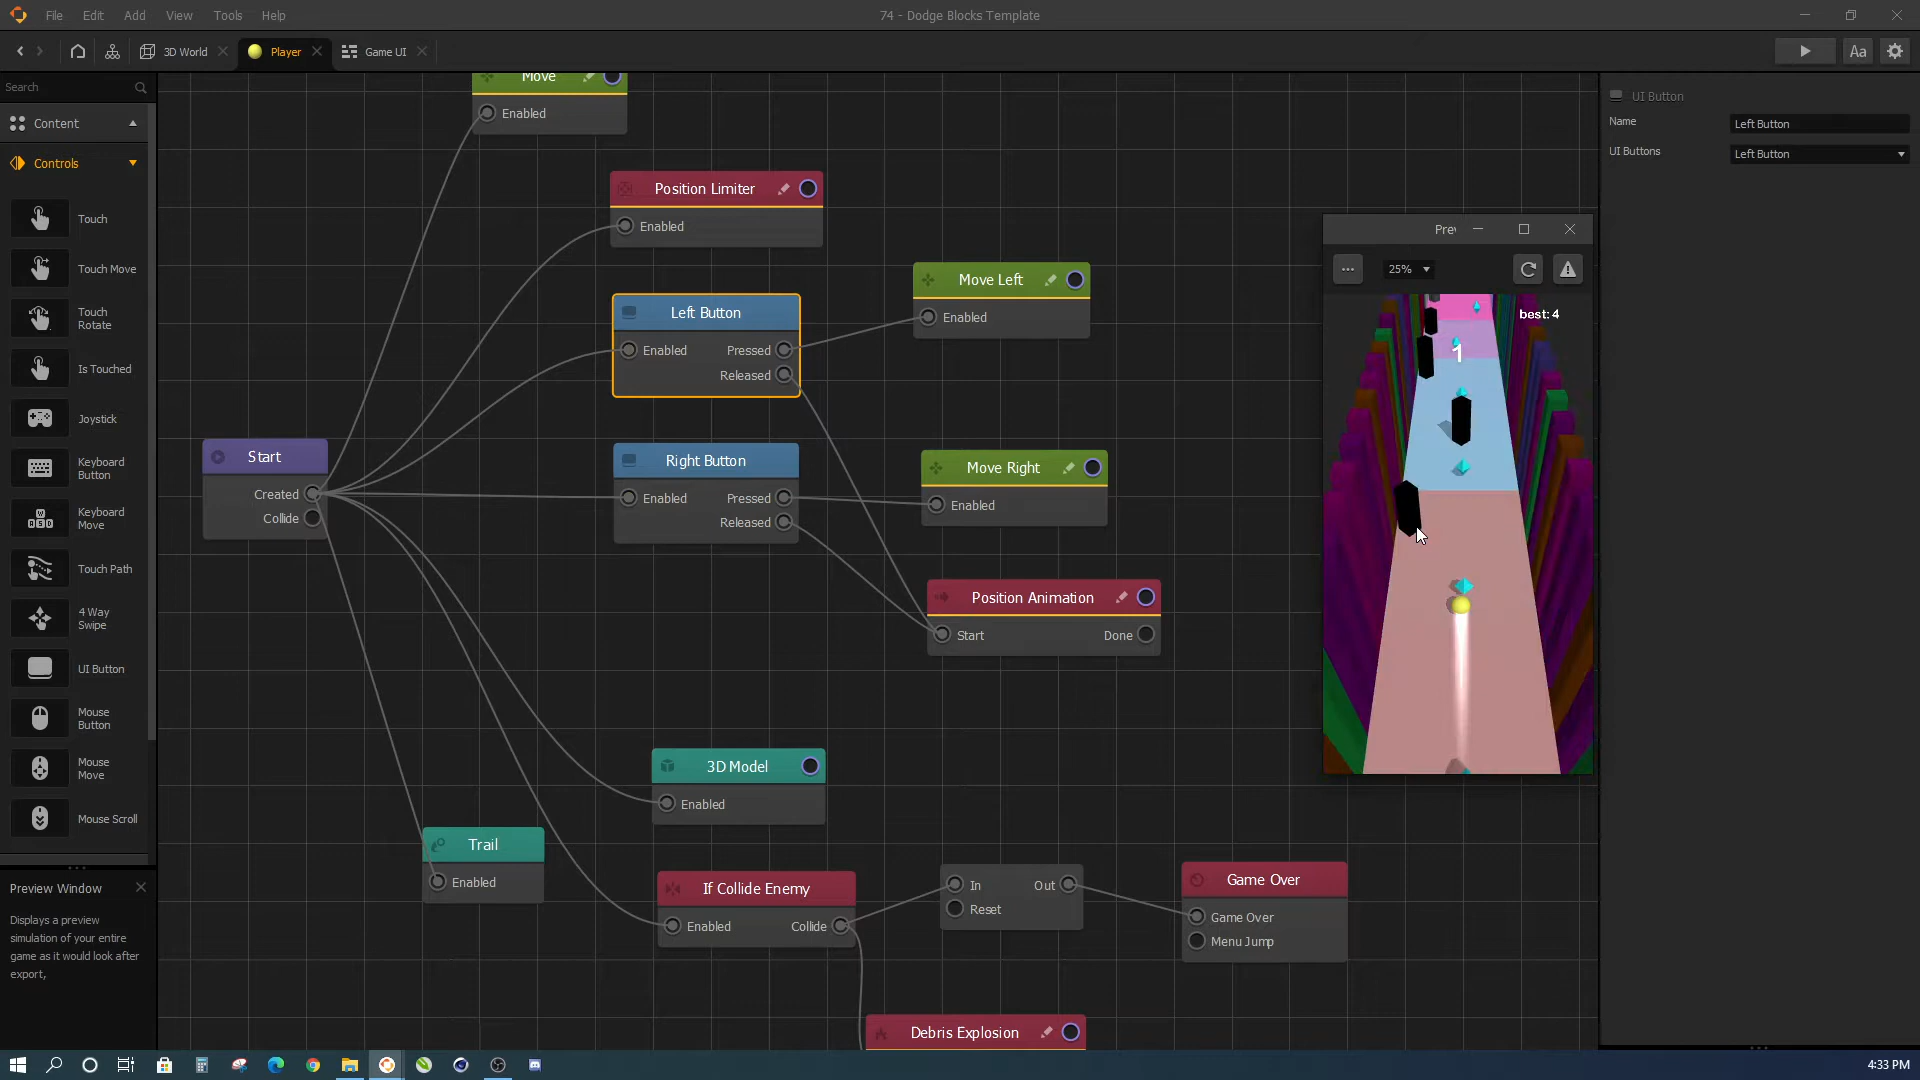 File Edit Add View Tools Help
74 - Dodge Blocks Template
3D World
Player
Game UI
Aa
Search
Content
Controls
Touch
Touch Move
Touch
Rotate
Is Touched
Joystick
Keyboard
Button
Keyboard
Move
Touch Path
4 Way
Swipe
UI Button
Mouse
Button
Mouse
Move
Mouse Scroll
Preview Window
Displays a preview
simulation of your entire
game as it would look after
export,
Move
Enabled
Position Limiter
Enabled
Left Button
Enabled Pressed
Released
Move Left
Enabled
Start
Created
Collide
Right Button
Enabled Pressed
Released
Move Right
Enabled
Position Animation
Start Done
3D Model
Enabled
Trail
Enabled
If Collide Enemy
Enabled Collide
In Out
Reset
Game Over
Game Over
Menu Jump
Debris Explosion
Prev
25%
best: 4
1
UI Button
Name Left Button
UI Buttons Left Button
4:33 PM